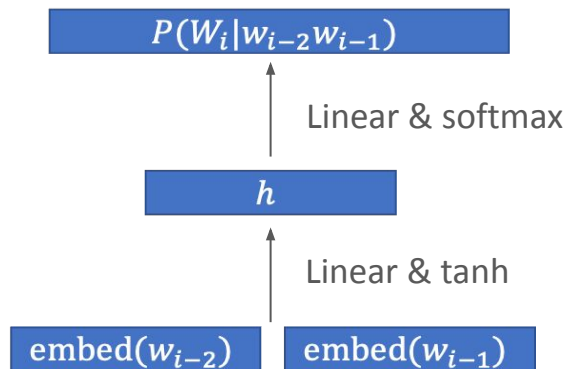 P(W_i|w_{i-2}w_{i-1})
Linear & softmax
h
Linear & tanh
embed(w_{i-2}) embed(w_{i-1})